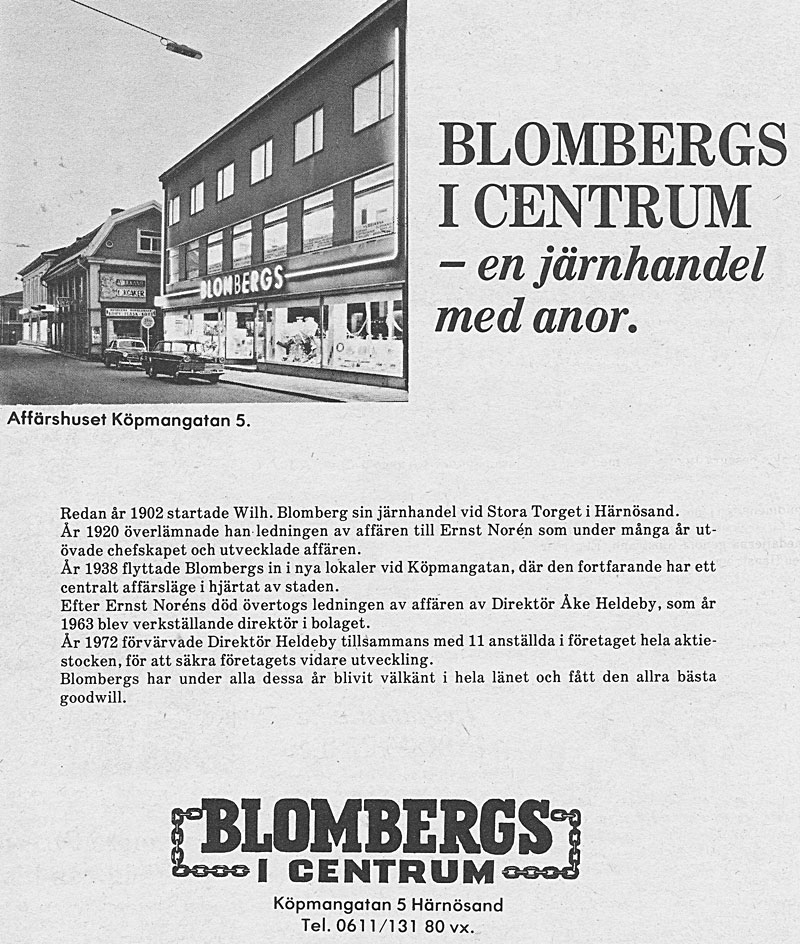 BLOMBERGS
I CENTRUM
– en järnhandel
med anor.
BLOMBERGS
Affärshuset Köpmangatan 5.
Redan år 1902 startade Wilh. Blomberg sin järnhandel vid Stora Torget i Härnösand.
År 1920 överlämnade han ledningen av affären till Ernst Norén som under många år ut-
övade chefskapet och utvecklade affären.
År 1938 flyttade Blombergs in i nya lokaler vid Köpmangatan, där den fortfarande har ett
centralt affärsläge i hjärtat av staden.
Efter Ernst Noréns död övertogs ledningen av affären av Direktör Åke Heldeby, som år
1963 blev verkställande direktör i bolaget.
År 1972 förvärvade Direktör Heldeby tillsammans med 11 anställda i företaget hela aktie-
stocken, för att säkra företagets vidare utveckling.
Blombergs har under alla dessa år blivit välkänt i hela länet och fått den allra bästa
goodwill.
BLOMBERGS
I CENTRUM
Köpmangatan 5 Härnösand
Tel. 0611/131 80 vx.